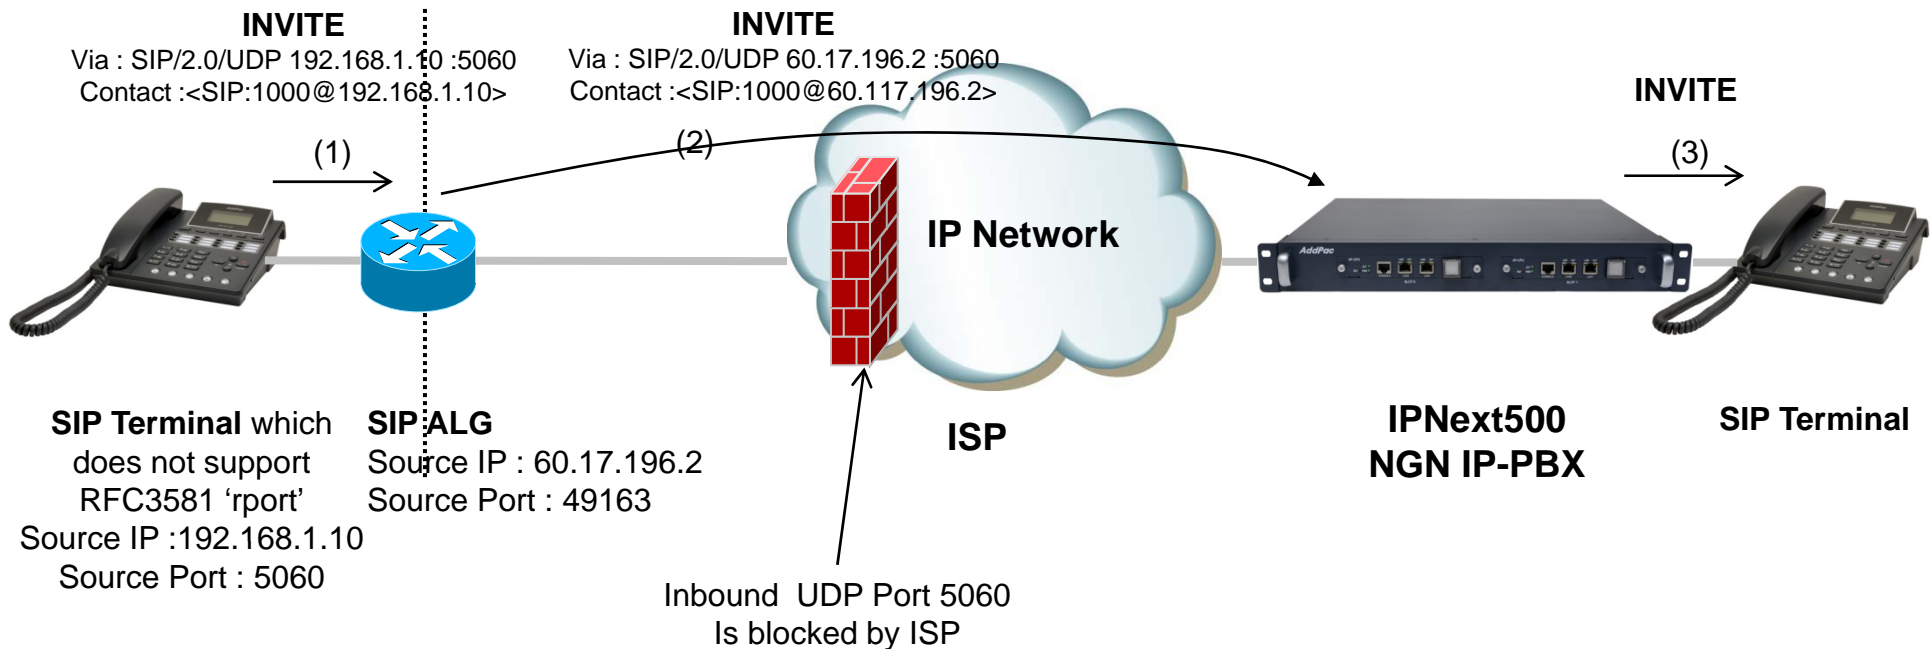 INVITE
Via : SIP/2.0/UDP 192.168.1.10 :5060
Contact :<SIP:1000@192.168.1.10>
INVITE
Via : SIP/2.0/UDP 60.17.196.2 :5060
Contact :<SIP:1000@60.117.196.2>
INVITE
(1)
(2)
(3)
IP Network
AddPac
SIP Terminal which
does not support
RFC3581 ‘rport’
Source IP :192.168.1.10
Source Port : 5060
SIP ALG
Source IP : 60.17.196.2
Source Port : 49163
ISP
IPNext500
NGN IP-PBX
SIP Terminal
Inbound  UDP Port 5060
Is blocked by ISP